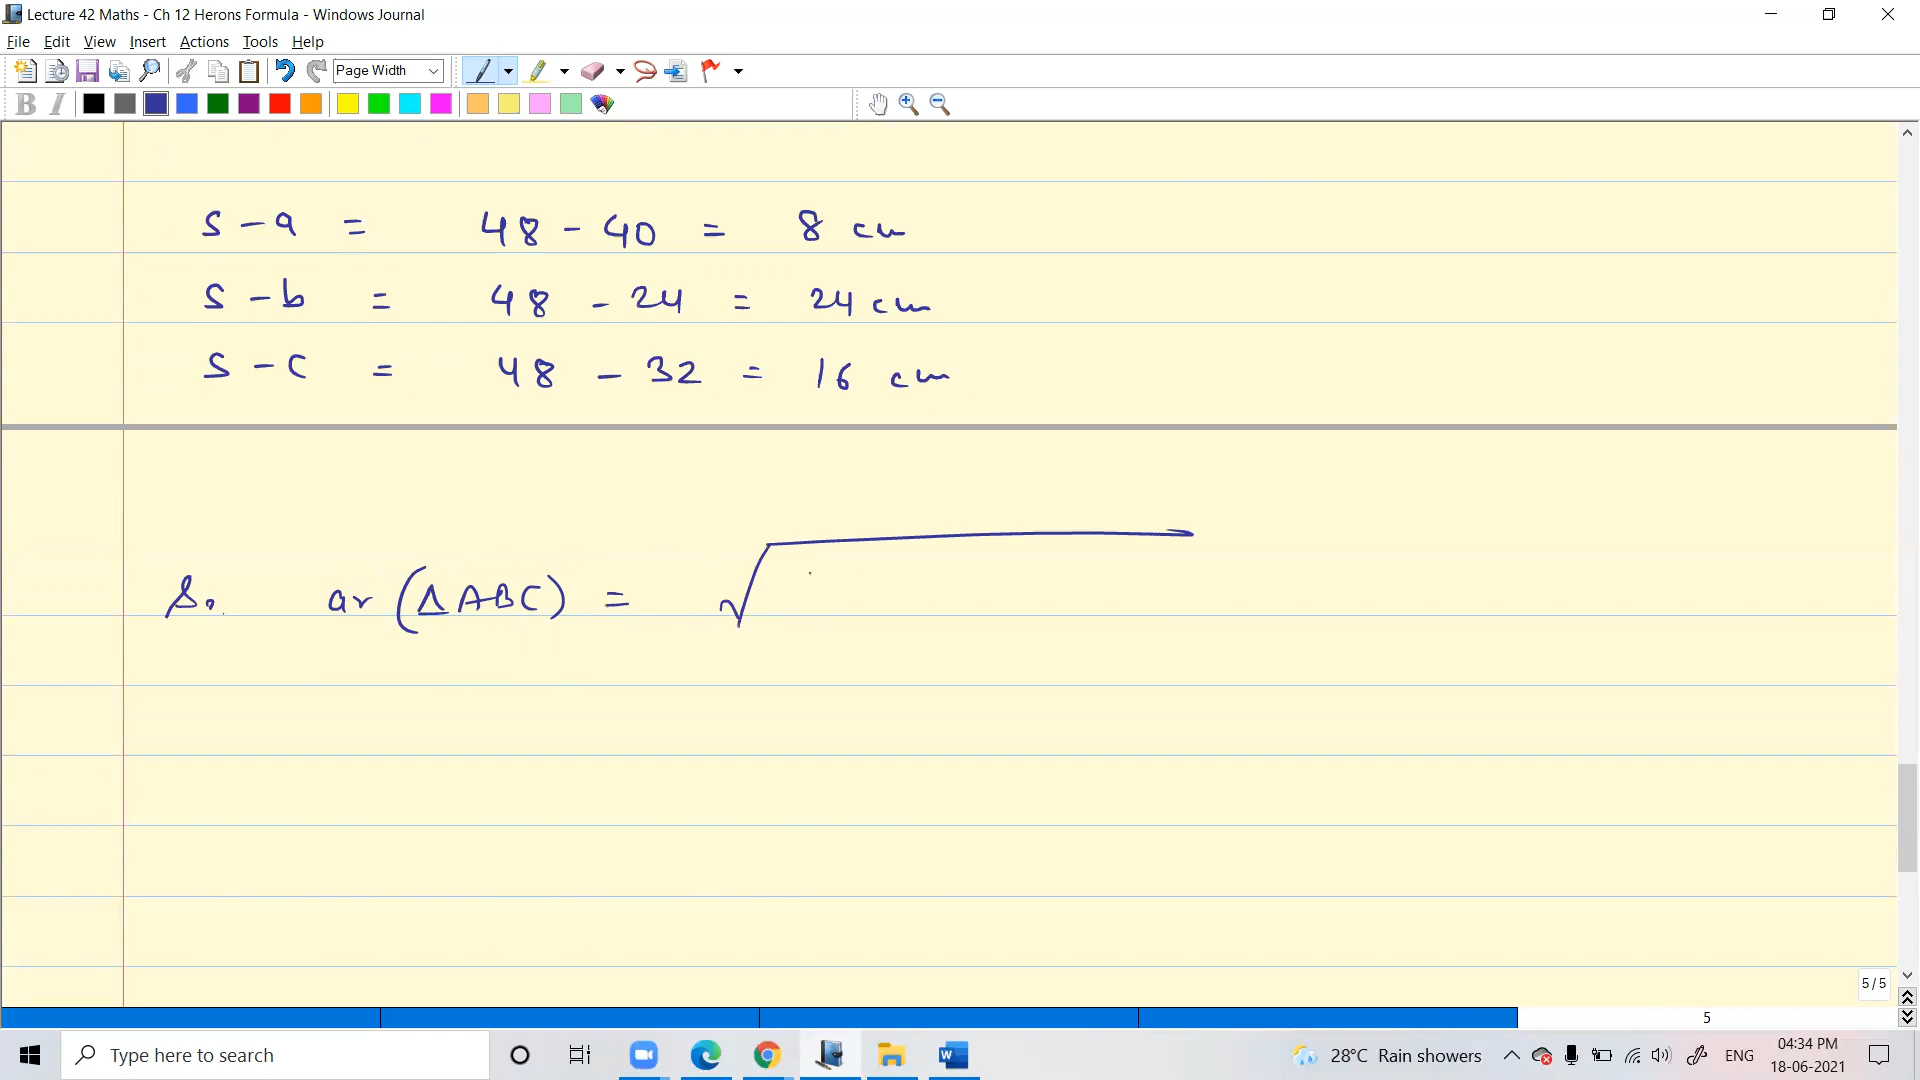 Lecture 42 Maths - Ch 12 Herons Formula - Windows Journal
File Edit View Insert Actions Tools Help
Page Width
B I
s - a = 48 - 40 = 8 cm
s - b = 48 - 24 = 24 cm
s - c = 48 - 32 = 16 cm
So ar (Δ ABC) = √
5 / 5
5
Type here to search
28°C Rain showers
ENG
04:34 PM
18-06-2021